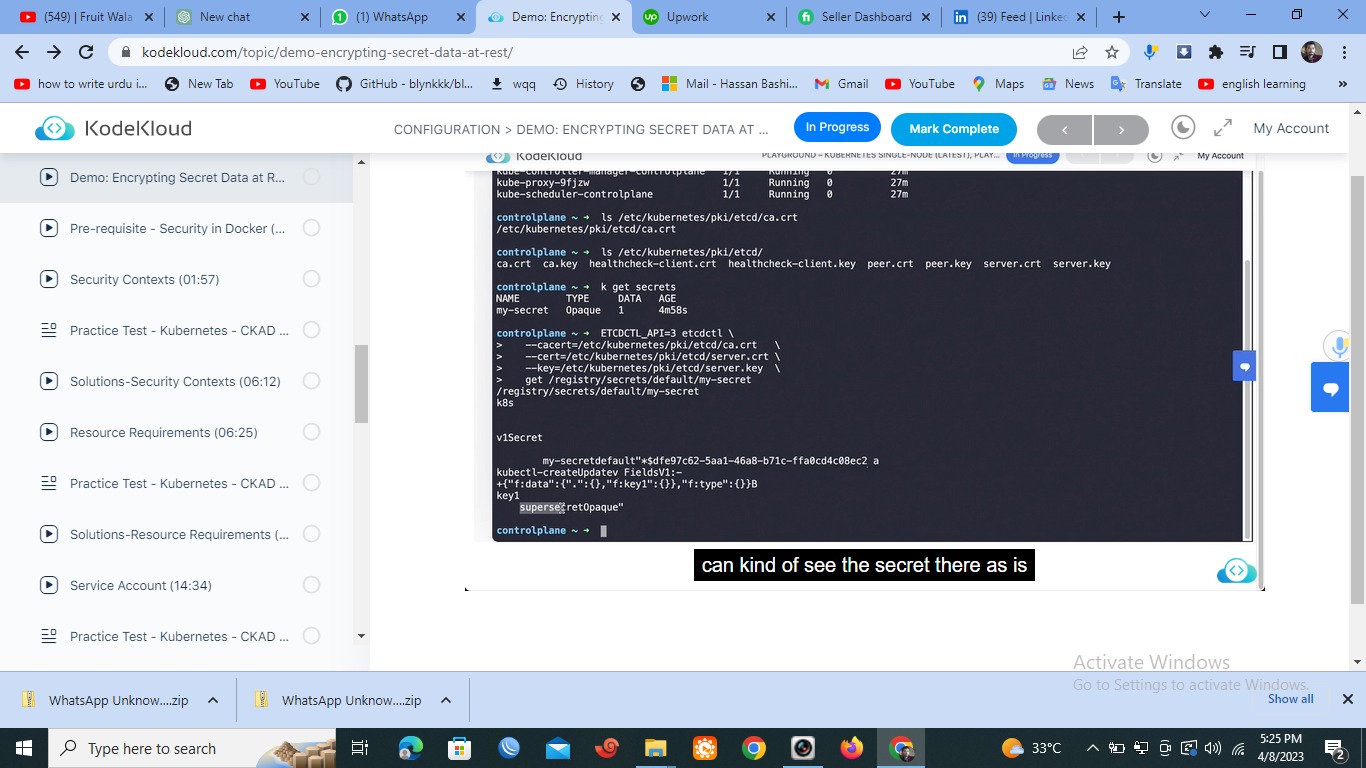 (549) | Fruit Wala
New chat
(1) WhatsApp
Demo: Encrypting
Upwork
Seller Dashboard
(39) Feed | Linke
kodekloud.com/topic/demo-encrypting-secret-data-at-rest/
how to write urdu i...
New Tab
YouTube
GitHub - blynkkk/bl...
wqq
History
Mail - Hassan Bashi...
Gmail
YouTube
Maps
News
Translate
english learning
»
KodeKloud
CONFIGURATION > DEMO: ENCRYPTING SECRET DATA AT ...
In Progress
Mark Complete
My Account
Demo: Encrypting Secret Data at R...
Pre-requisite - Security in Docker (...
Security Contexts (01:57)
Practice Test - Kubernetes - CKAD ...
Solutions-Security Contexts (06:12)
Resource Requirements (06:25)
Practice Test - Kubernetes - CKAD ...
Solutions-Resource Requirements (...
Service Account (14:34)
Practice Test - Kubernetes - CKAD ...
KodeKloud
PLAYGROUND – KUBERNETES SINGLE-NODE (LATEST), PLAY...
In Progress
My Account
kube-controller-manager-controlplane 1/1 Running 0 27m
kube-proxy-9fjzw 1/1 Running 0 27m
kube-scheduler-controlplane 1/1 Running 0 27m
controlplane ~ ➜ ls /etc/kubernetes/pki/etcd/ca.crt
/etc/kubernetes/pki/etcd/ca.crt
controlplane ~ ➜ ls /etc/kubernetes/pki/etcd/
ca.crt ca.key healthcheck-client.crt healthcheck-client.key peer.crt peer.key server.crt server.key
controlplane ~ ➜ k get secrets
NAME TYPE DATA AGE
my-secret Opaque 1 4m58s
controlplane ~ ➜ ETCDCTL_API=3 etcdctl \
> --cacert=/etc/kubernetes/pki/etcd/ca.crt \
> --cert=/etc/kubernetes/pki/etcd/server.crt \
> --key=/etc/kubernetes/pki/etcd/server.key \
> get /registry/secrets/default/my-secret
/registry/secrets/default/my-secret
k8s
v1Secret
my-secretdefault"*$dfe97c62-5aa1-46a8-b71c-ffa0cd4c08ec2 a
kubectl-createUpdatev FieldsV1:-
+{"f:data":{".":{},"f:key1":{}},"f:type":{}}B
key1
supersecretOpaque"
controlplane ~ ➜
can kind of see the secret there as is
Activate Windows
Go to Settings to activate Windows.
WhatsApp Unknow....zip
WhatsApp Unknow....zip
Show all
Type here to search
33°C
5:25 PM
4/8/2023
2